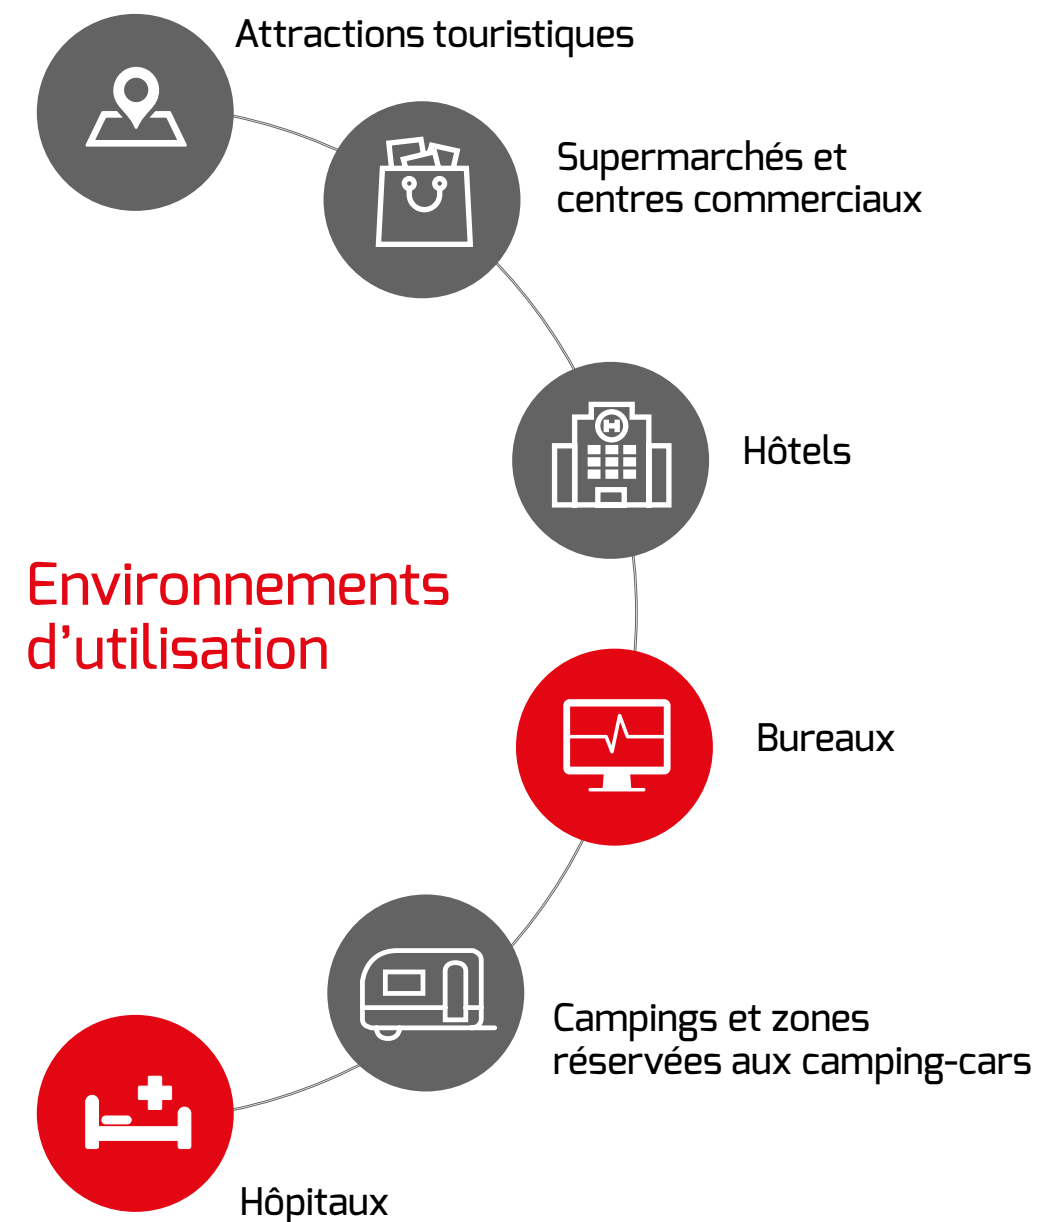 Attractions touristiques
Supermarchés et
centres commerciaux
Hôtels
Environnements
d’utilisation
Bureaux
Campings et zones
réservées aux camping-cars
Hôpitaux